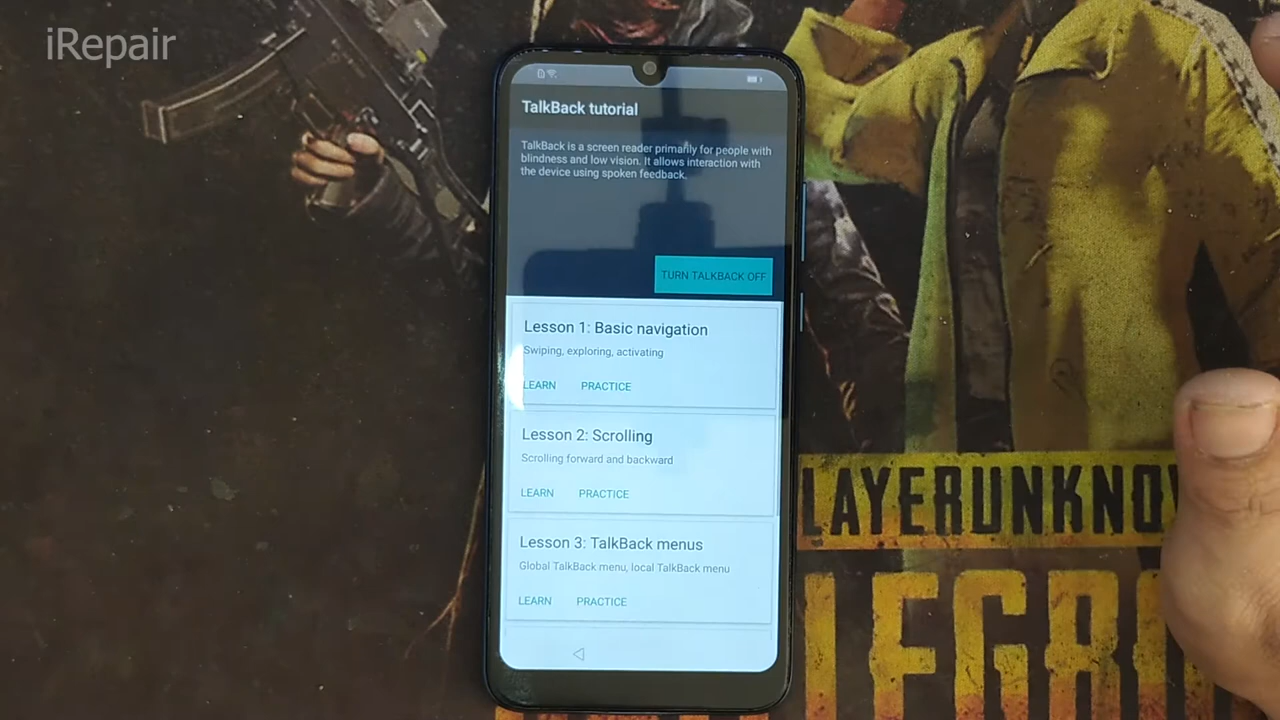 iRepair
TalkBack tutorial
TalkBack is a screen reader primarily for people with
blindness and low vision. It allows interaction with
the device using spoken feedback.
TURN TALKBACK OFF
Lesson 1: Basic navigation
Swiping, exploring, activating
LEARN PRACTICE
Lesson 2: Scrolling
Scrolling forward and backward
LEARN PRACTICE
Lesson 3: TalkBack menus
Global TalkBack menu, local TalkBack menu
LEARN PRACTICE
LAYERUNKNO